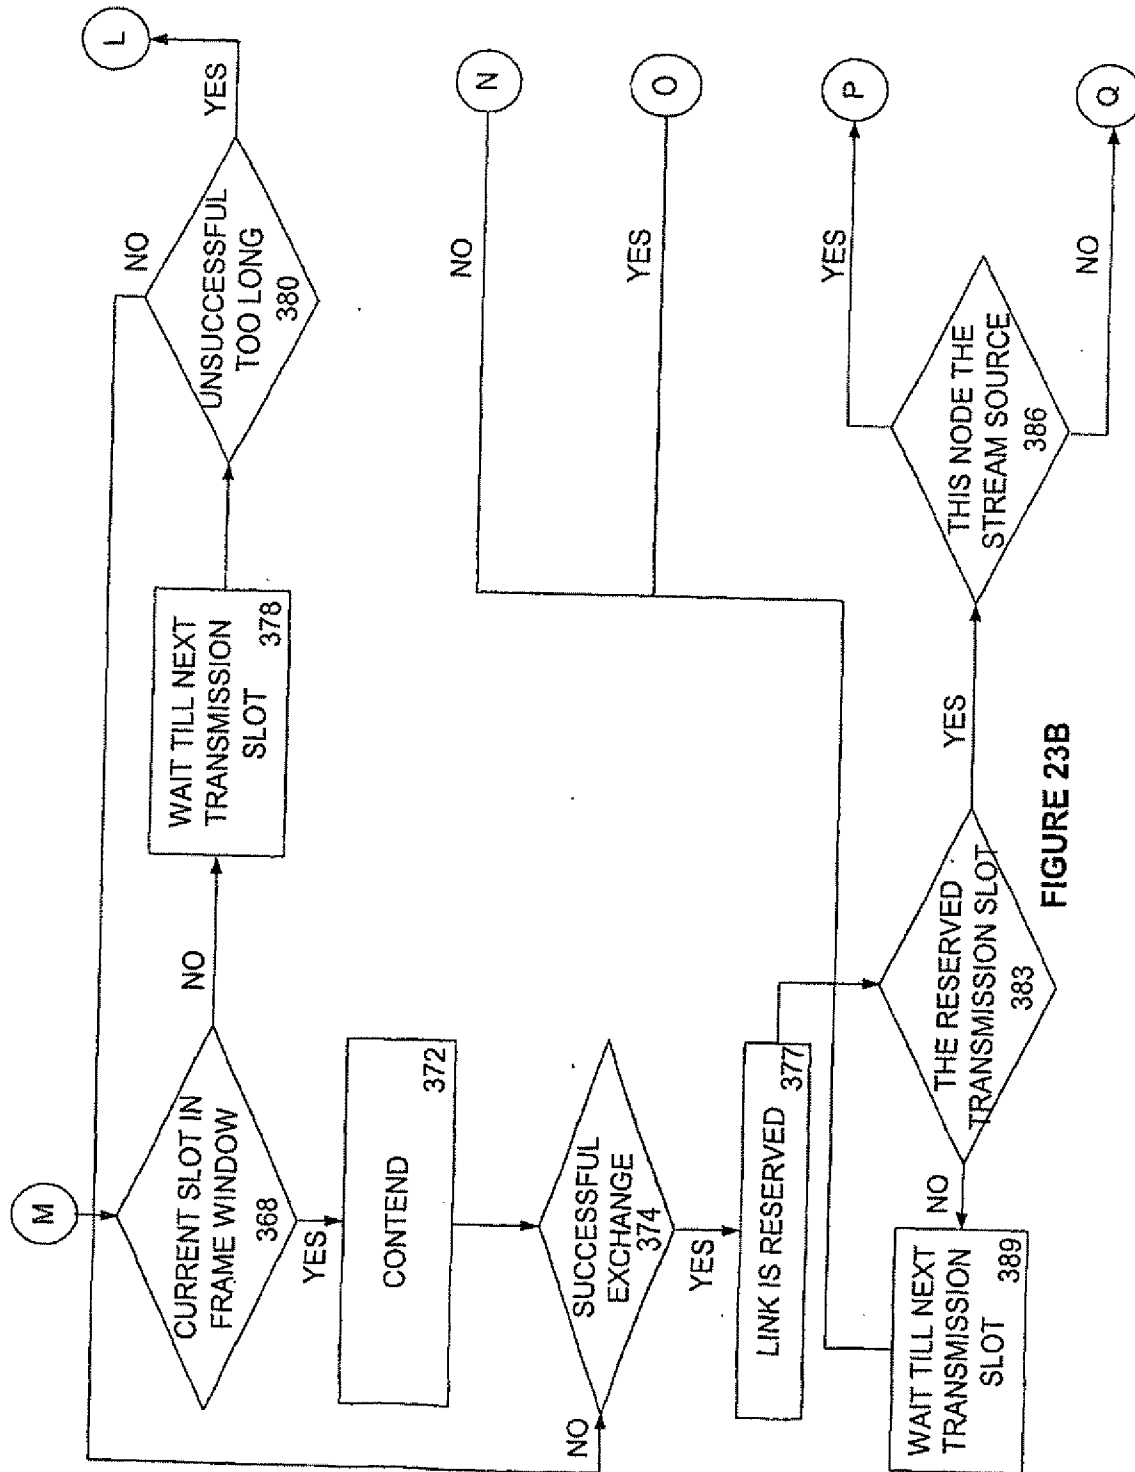 M
CURRENT SLOT IN
FRAME WINDOW
368
NO
YES
WAIT TILL NEXT
TRANSMISSION
SLOT
378
UNSUCCESSFUL
TOO LONG
380
NO
YES
L
CONTEND
372
SUCCESSFUL
EXCHANGE
374
NO
YES
LINK IS RESERVED
377
NO
N
YES
O
THE RESERVED
TRANSMISSION SLOT
383
NO
YES
WAIT TILL NEXT
TRANSMISSION
SLOT
389
THIS NODE THE
STREAM SOURCE
386
YES
P
NO
Q
FIGURE 23B